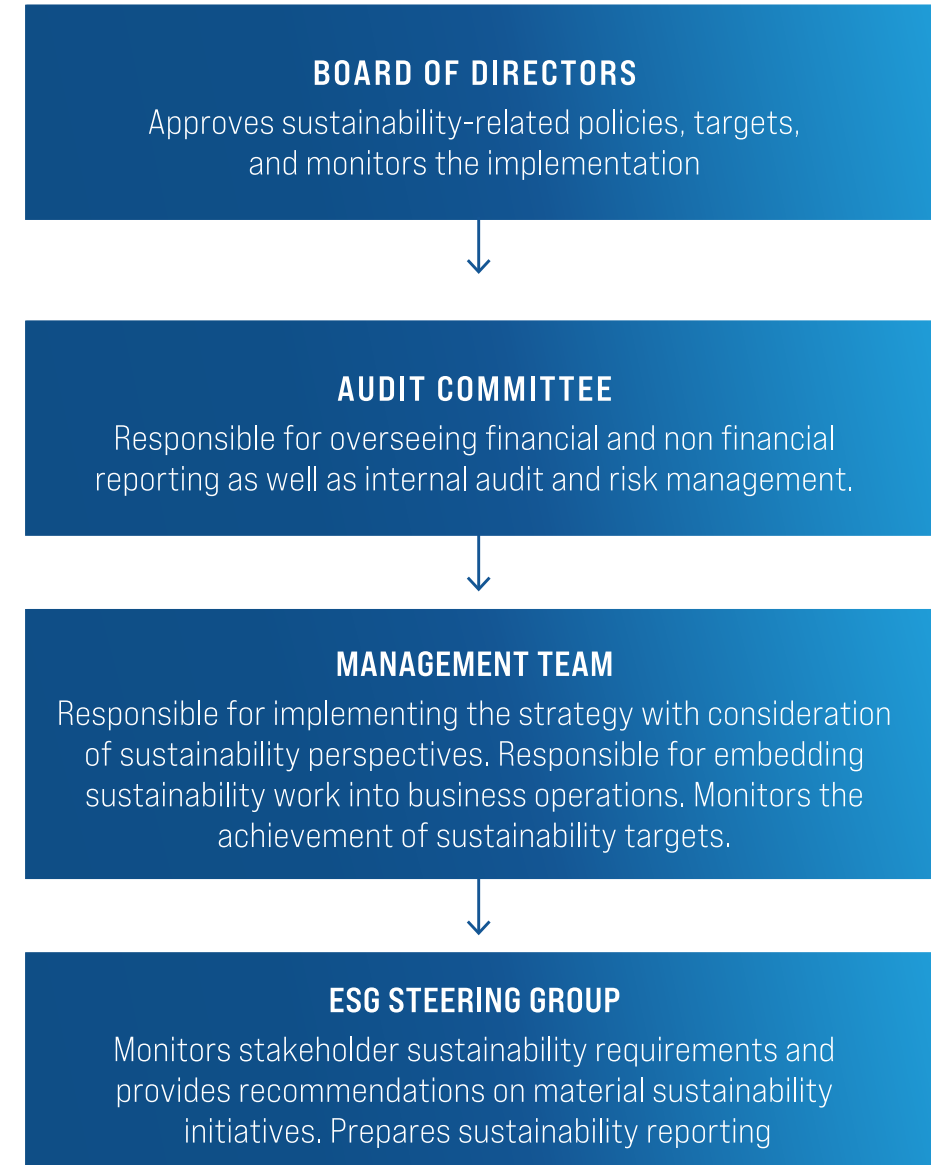 BOARD OF DIRECTORS
Approves sustainability-related policies, targets,
and monitors the implementation
AUDIT COMMITTEE
Responsible for overseeing financial and non financial
reporting as well as internal audit and risk management.
MANAGEMENT TEAM
Responsible for implementing the strategy with consideration
of sustainability perspectives. Responsible for embedding
sustainability work into business operations. Monitors the
achievement of sustainability targets.
ESG STEERING GROUP
Monitors stakeholder sustainability requirements and
provides recommendations on material sustainability
initiatives. Prepares sustainability reporting